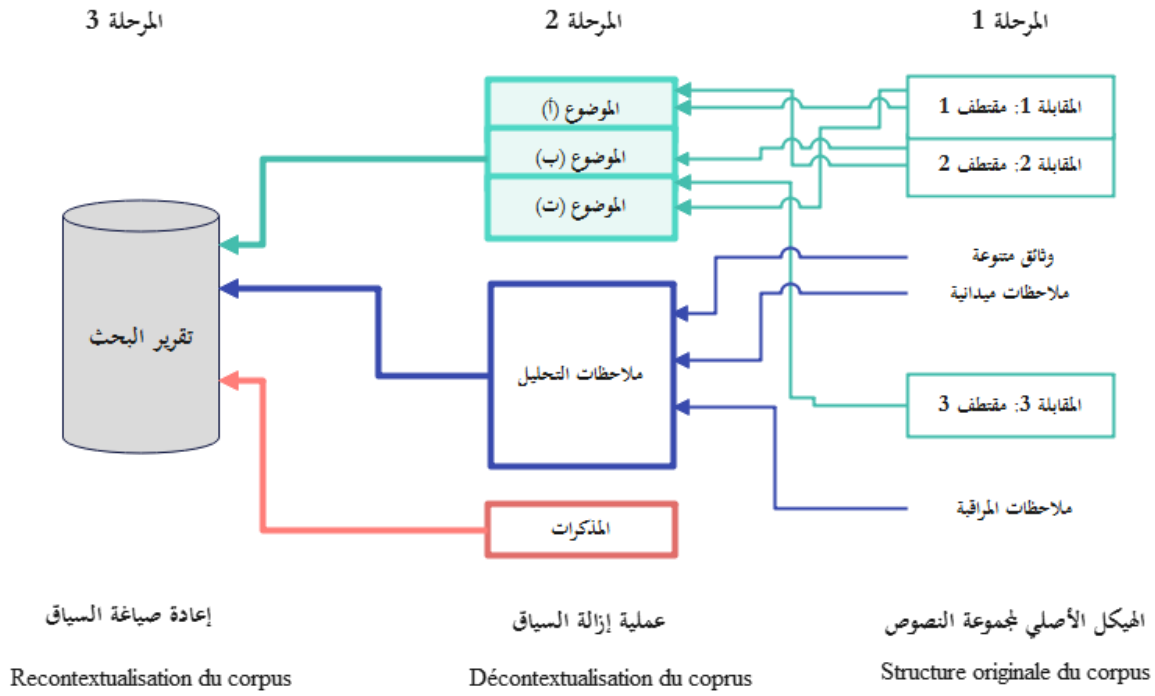 المرحلة 1
المرحلة 2
المرحلة 3
المقابلة 1: مقتطف 1
المقابلة 2: مقتطف 2
وثائق متنوعة
ملاحظات ميدانية
المقابلة 3: مقتطف 3
ملاحظات المراقبة
الموضوع (أ)
الموضوع (ب)
الموضوع (ت)
ملاحظات التحليل
المذكرات
تقرير البحث
الهيكل الأصلي لمجموعة النصوص
عملية إزالة السياق
إعادة صياغة السياق
Structure originale du corpus
Décontextualisation du coprus
Recontextualisation du corpus